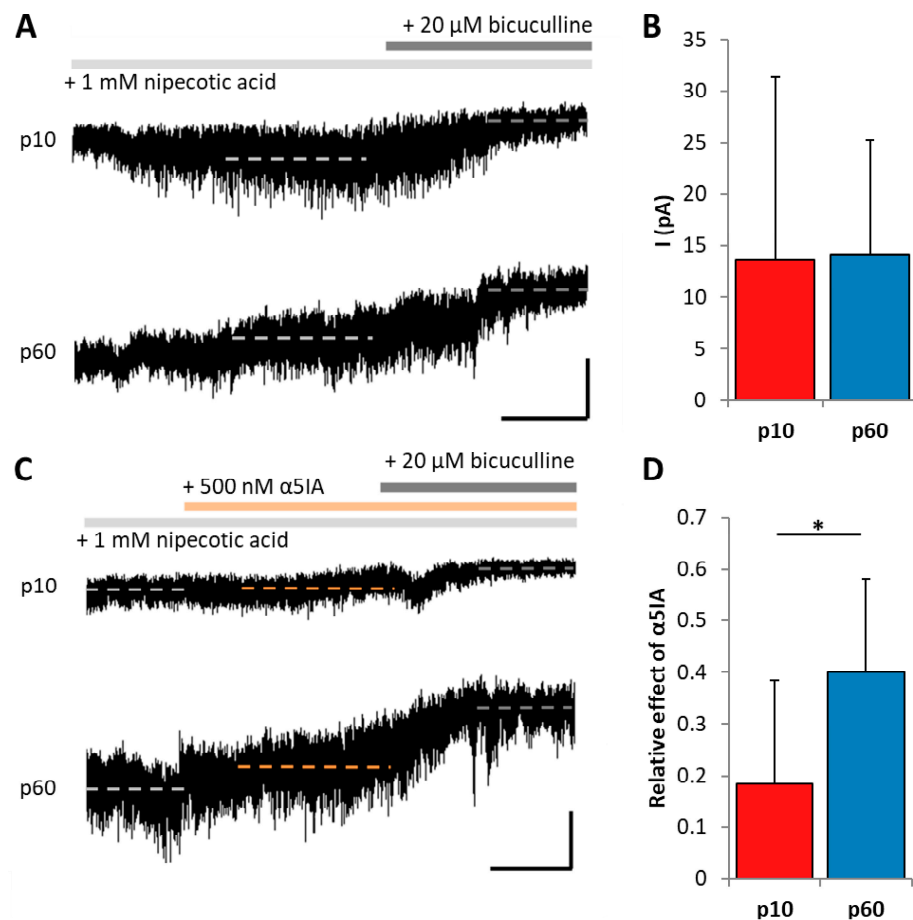 A
+ 20 µM bicuculline
+ 1 mM nipecotic acid
p10
p60
B
35
30
25
20
15
10
5
0
I (pA)
p10 p60
C
+ 20 µM bicuculline
+ 500 nM α5IA
+ 1 mM nipecotic acid
p10
p60
D
0.7
0.6
0.5
0.4
0.3
0.2
0.1
0
Relative effect of α5IA
*
p10 p60